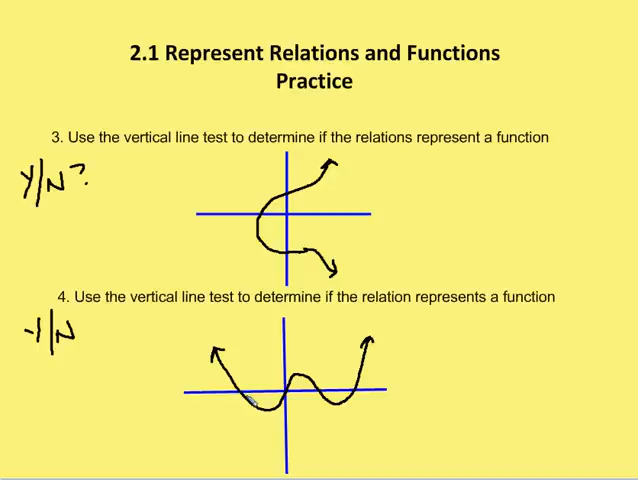 2.1 Represent Relations and Functions
Practice
3. Use the vertical line test to determine if the relations represent a function
Y/N?
4. Use the vertical line test to determine if the relation represents a function
Y/N